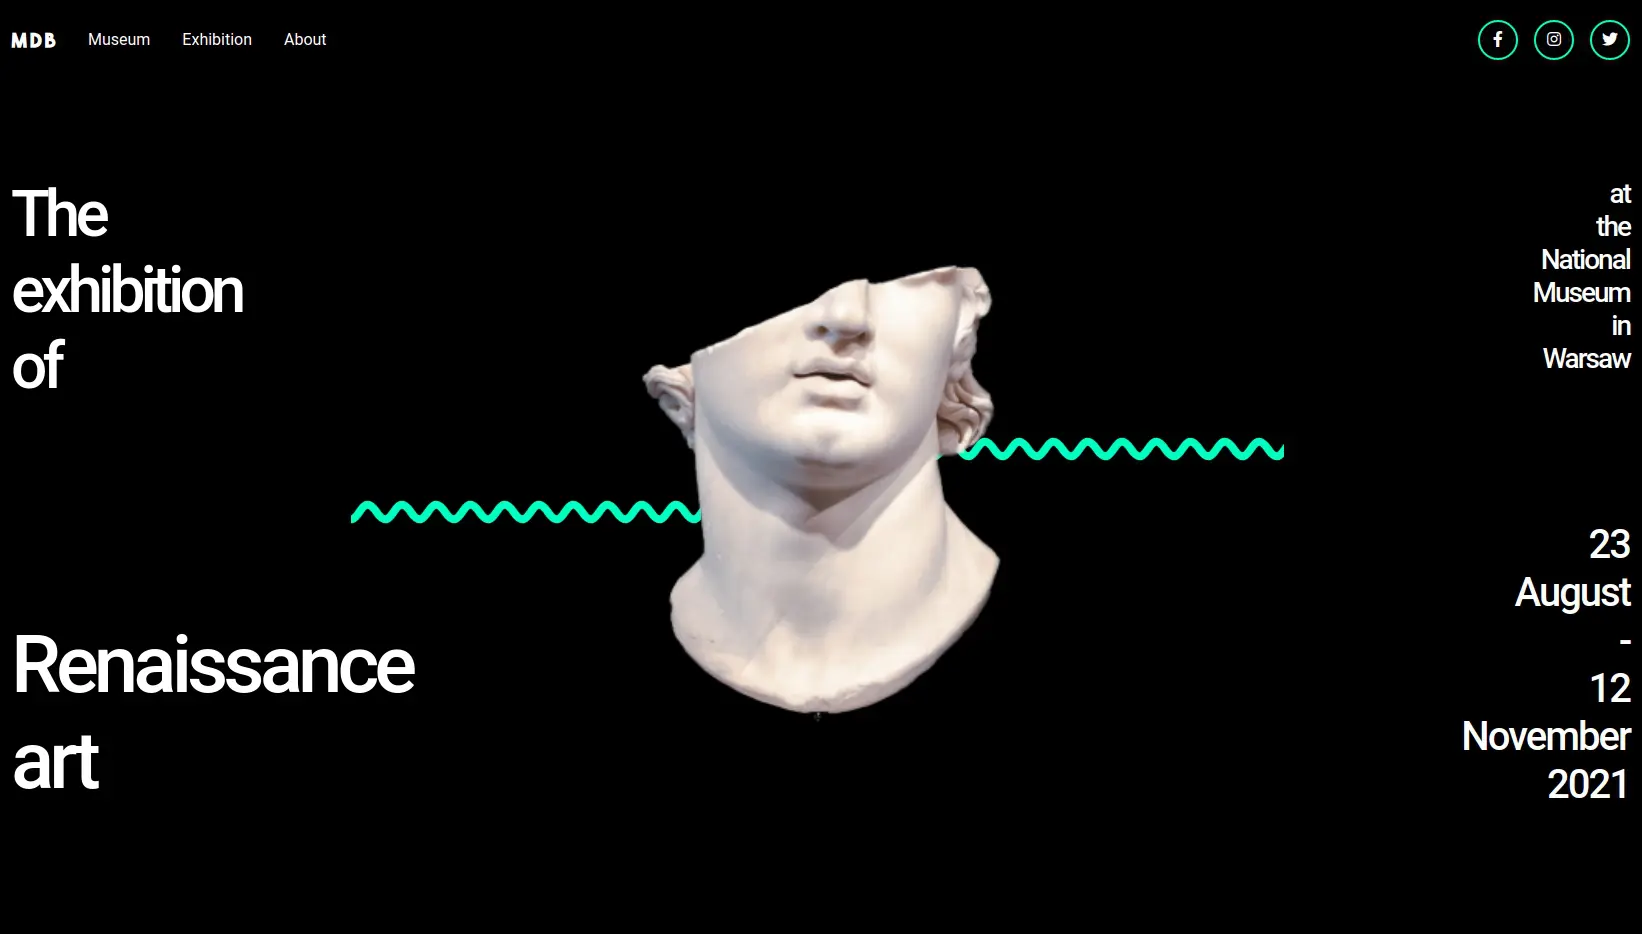 MDB Museum Exhibition About
The
exhibition
of
Renaissance
art
at
the
National
Museum
in
Warsaw
23
August
-
12
November
2021